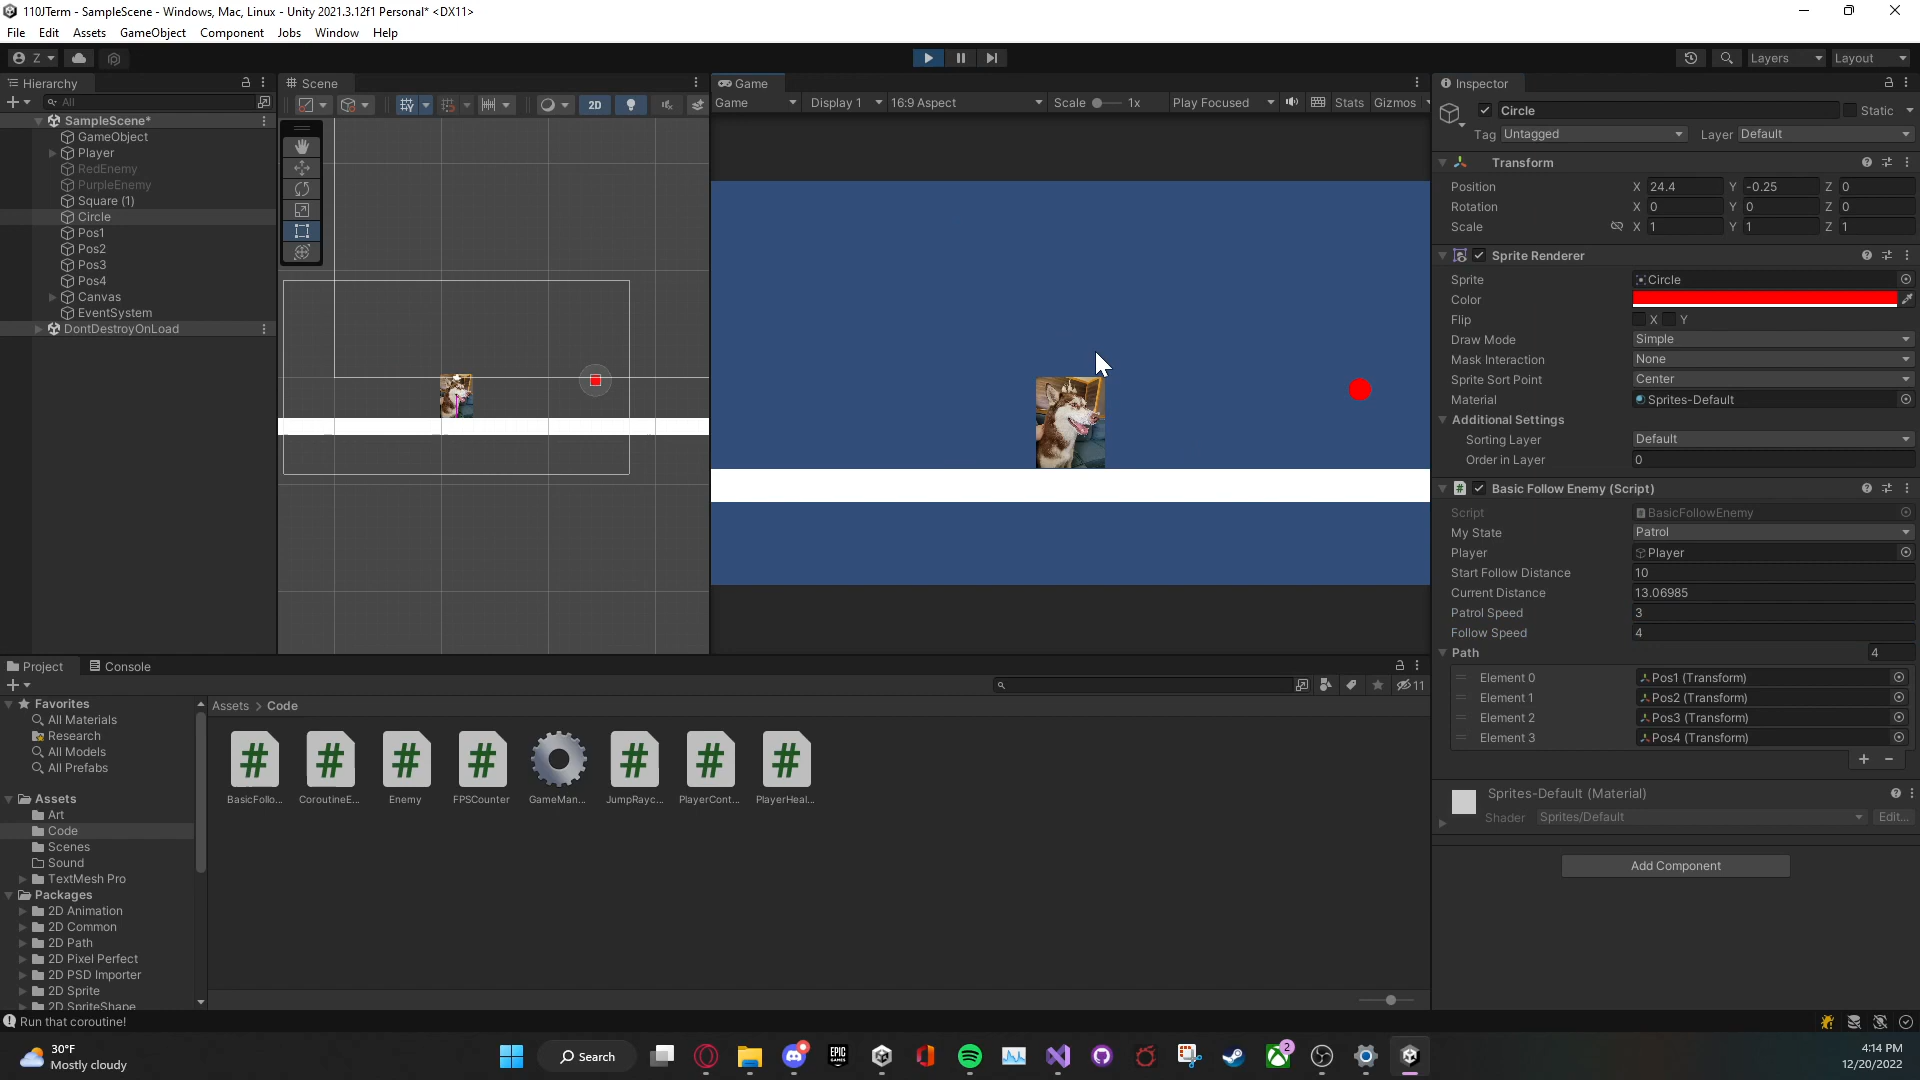 110JTerm - SampleScene - Windows, Mac, Linux - Unity 2021.3.12f1 Personal* <DX11>
File Edit Assets GameObject Component Jobs Window Help
Z Layers Layout
Hierarchy
All
SampleScene*
GameObject
Player
RedEnemy
PurpleEnemy
Square (1)
Circle
Pos1
Pos2
Pos3
Pos4
Canvas
EventSystem
DontDestroyOnLoad
Scene
2D
Game
Game Display 1 16:9 Aspect Scale 1x Play Focused Stats Gizmos
Inspector
Circle Static
Tag Untagged Layer Default
Transform
Position X 24.4 Y -0.25 Z 0
Rotation X 0 Y 0 Z 0
Scale X 1 Y 1 Z 1
Sprite Renderer
Sprite Circle
Color
Flip X Y
Draw Mode Simple
Mask Interaction None
Sprite Sort Point Center
Material Sprites-Default
Additional Settings
Sorting Layer Default
Order in Layer 0
Basic Follow Enemy (Script)
Script BasicFollowEnemy
My State Patrol
Player Player
Start Follow Distance 10
Current Distance 13.06985
Patrol Speed 3
Follow Speed 4
Path 4
Element 0 Pos1 (Transform)
Element 1 Pos2 (Transform)
Element 2 Pos3 (Transform)
Element 3 Pos4 (Transform)
Sprites-Default (Material)
Shader Sprites/Default Edit...
Add Component
Project Console
11
Favorites
All Materials
Research
All Models
All Prefabs
Assets
Art
Code
Scenes
Sound
TextMesh Pro
Packages
2D Animation
2D Common
2D Path
2D Pixel Perfect
2D PSD Importer
2D Sprite
2D SpriteShape
Assets > Code
BasicFollo... CoroutineE... Enemy FPSCounter GameMan... JumpRayc... PlayerCont... PlayerHeal...
Run that coroutine!
30°F
Mostly cloudy
Search
EPIC
GAMES
2
4:14 PM
12/20/2022